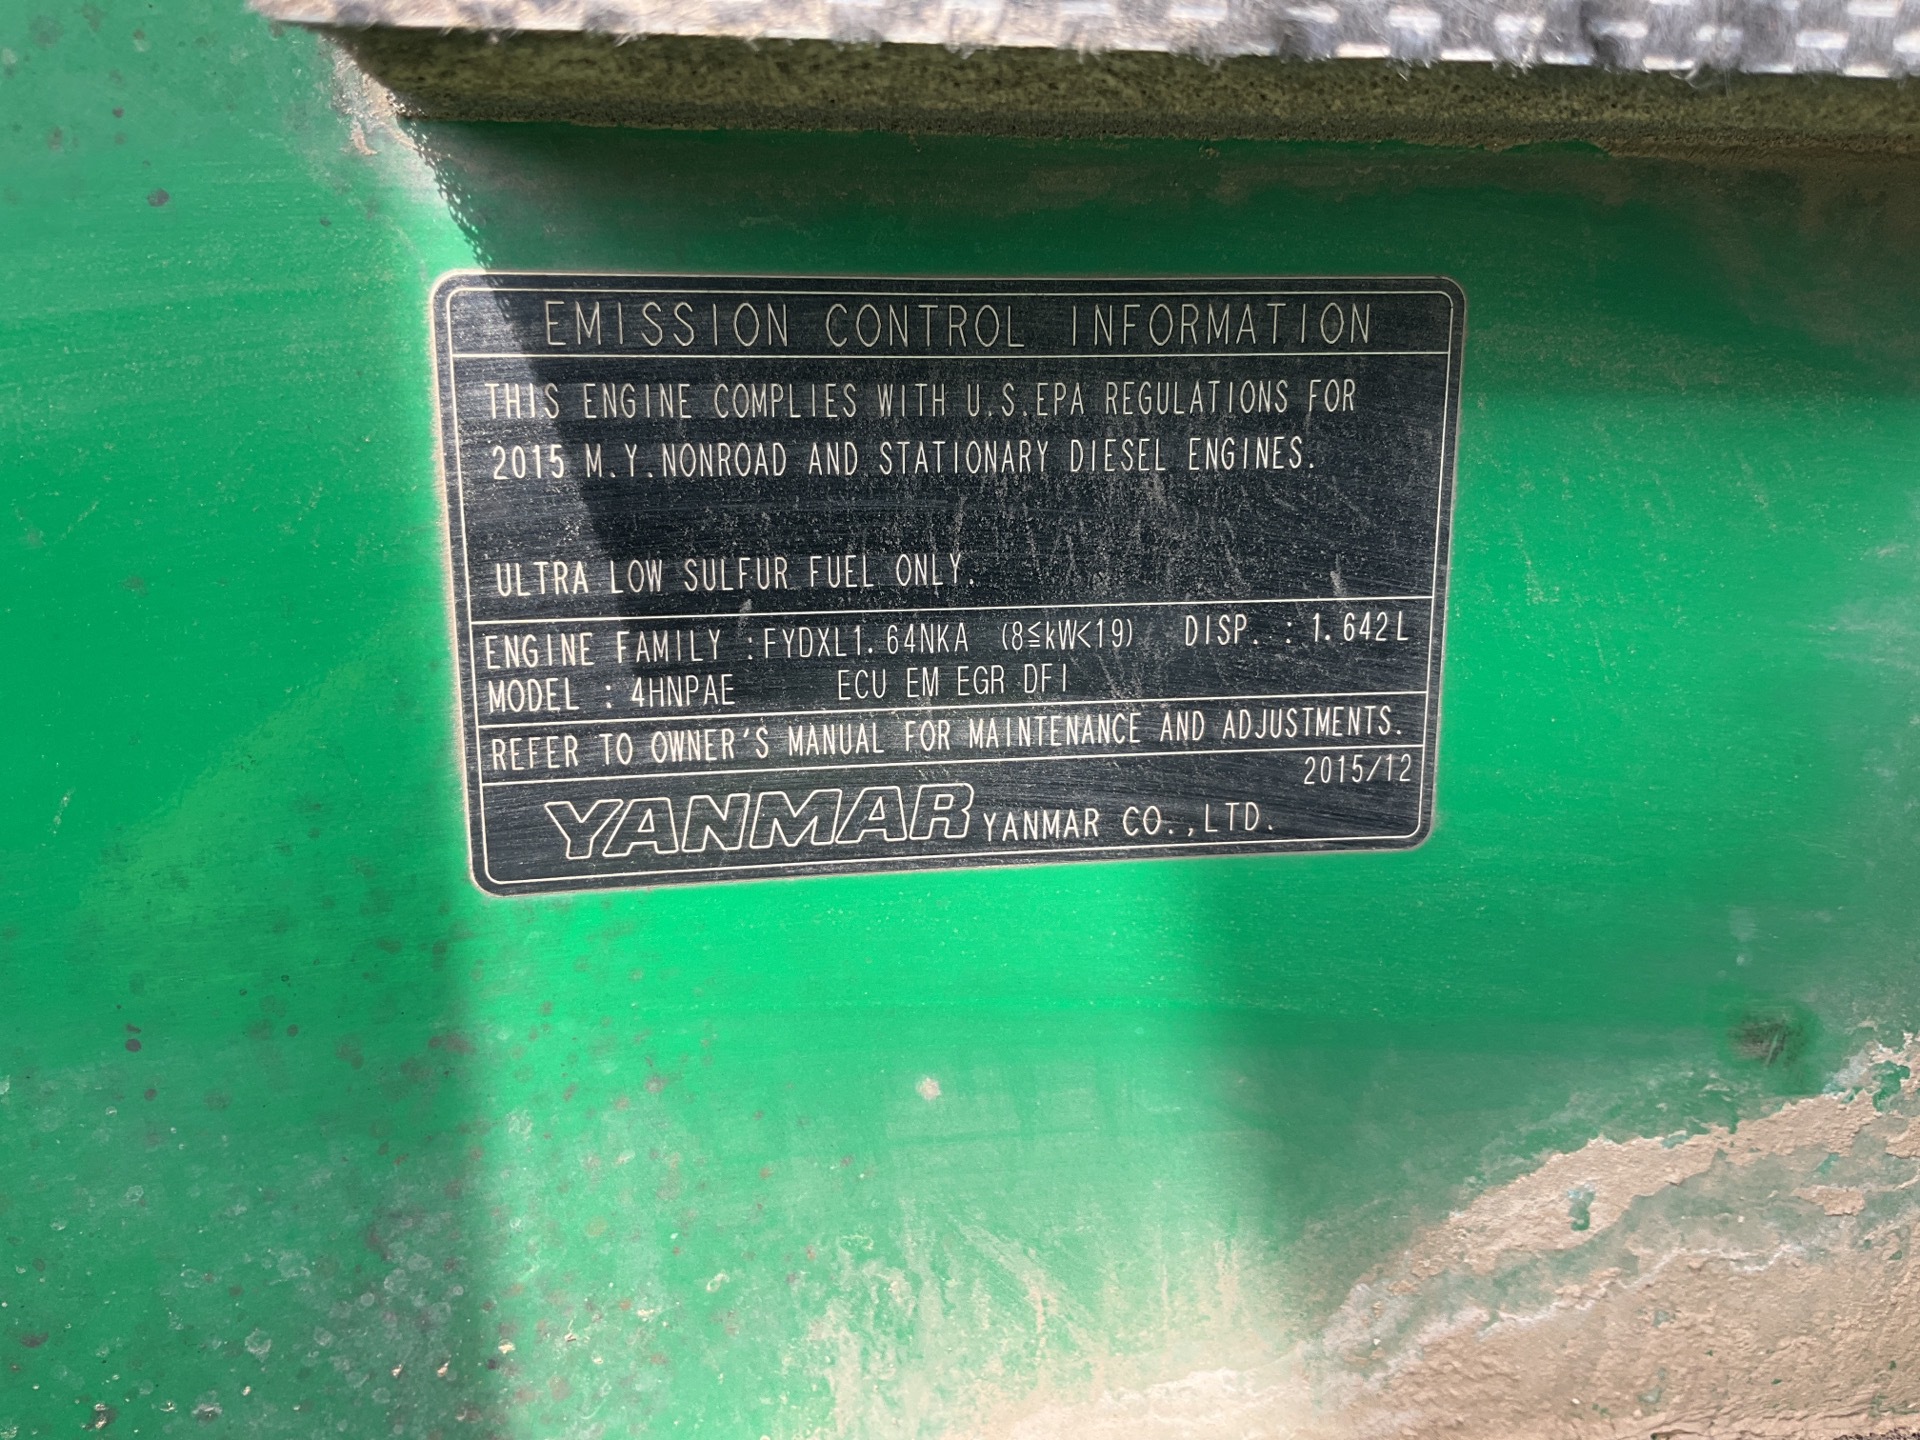 EMISSION CONTROL INFORMATION
THIS ENGINE COMPLIES WITH U.S.EPA REGULATIONS FOR
2015 M.Y.NONROAD AND STATIONARY DIESEL ENGINES.
ULTRA LOW SULFUR FUEL ONLY.
ENGINE FAMILY :FYDXL1.64NKA (8≦kW<19) DISP. : 1.642L
MODEL : 4HNPAE ECU EM EGR DFI
REFER TO OWNER'S MANUAL FOR MAINTENANCE AND ADJUSTMENTS.
2015/12
YANMAR YANMAR CO.,LTD.